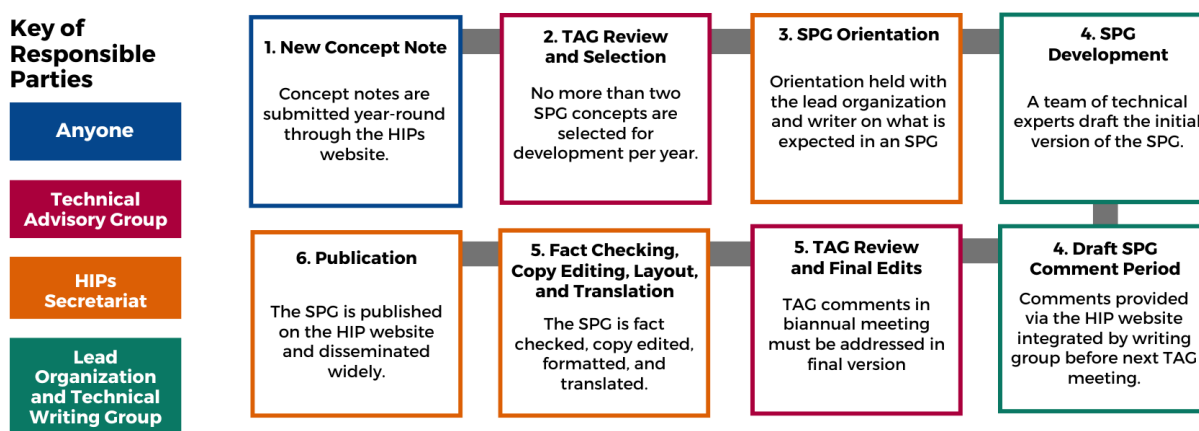 Key of
Responsible
Parties
Anyone
Technical
Advisory Group
HIPs
Secretariat
Lead
Organization
and Technical
Writing Group
1. New Concept Note
Concept notes are
submitted year-round
through the HIPs
website.
2. TAG Review
and Selection
No more than two
SPG concepts are
selected for
development per year.
3. SPG Orientation
Orientation held with
the lead organization
and writer on what is
expected in an SPG
4. SPG
Development
A team of technical
experts draft the initial
version of the SPG.
4. Draft SPG
Comment Period
Comments provided
via the HIP website
integrated by writing
group before next TAG
meeting.
5. TAG Review
and Final Edits
TAG comments in
biannual meeting
must be addressed in
final version
5. Fact Checking,
Copy Editing, Layout,
and Translation
The SPG is fact
checked, copy edited,
formatted, and
translated.
6. Publication
The SPG is published
on the HIP website
and disseminated
widely.